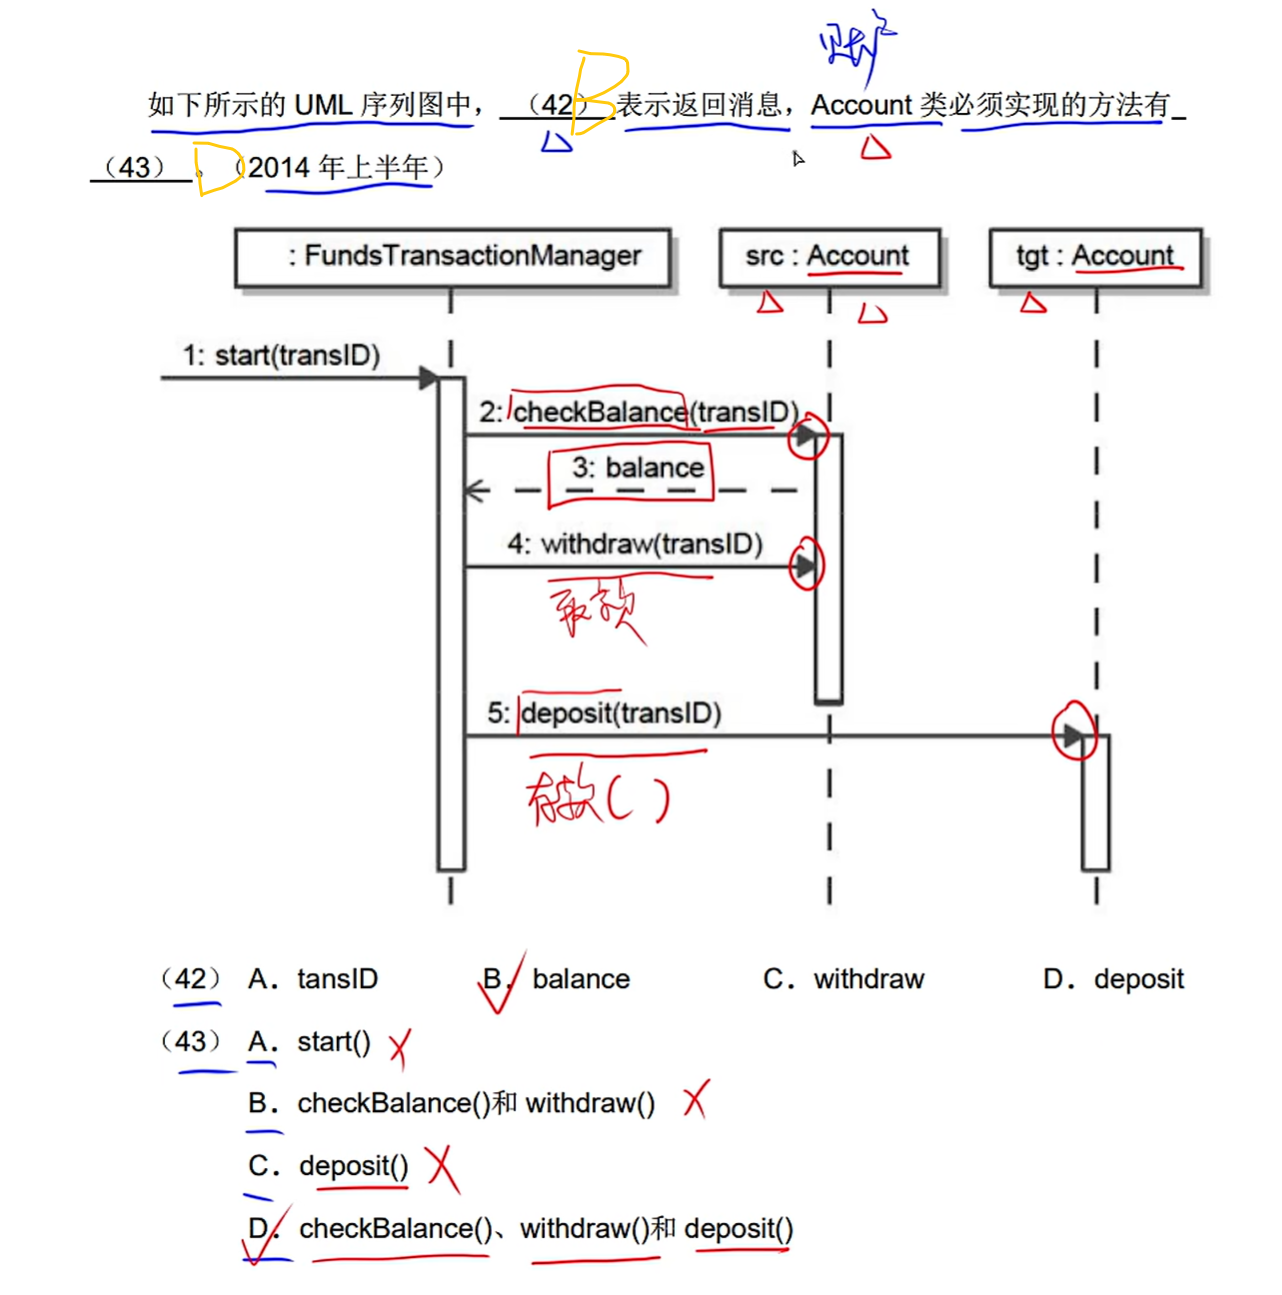 账户
如下所示的 UML 序列图中，（42）B 表示返回消息，Account 类必须实现的方法有
（43）。D（2014 年上半年）
: FundsTransactionManager
src : Account
tgt : Account
1: start(transID)
2: checkBalance(transID)
3: balance
4: withdraw(transID)
取款
5: deposit(transID)
存款( )
（42） A．tansID B．balance C．withdraw D．deposit
（43） A．start()
B．checkBalance()和 withdraw()
C．deposit()
D．checkBalance()、withdraw()和 deposit()